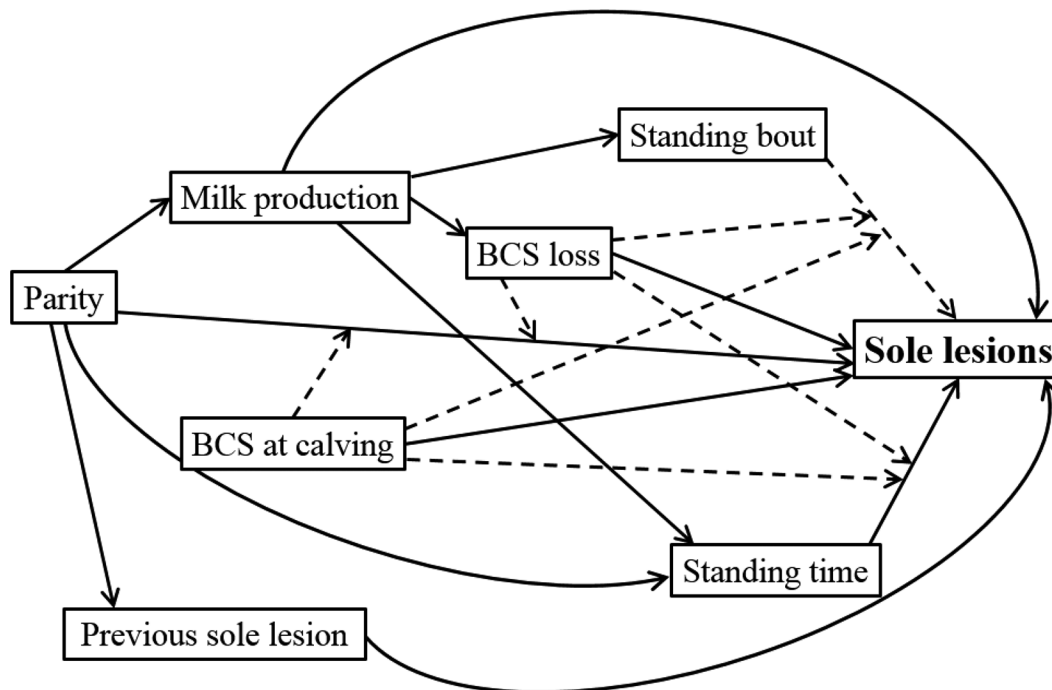 Standing bout
Milk production
BCS loss
Parity
Sole lesions
BCS at calving
Standing time
Previous sole lesion